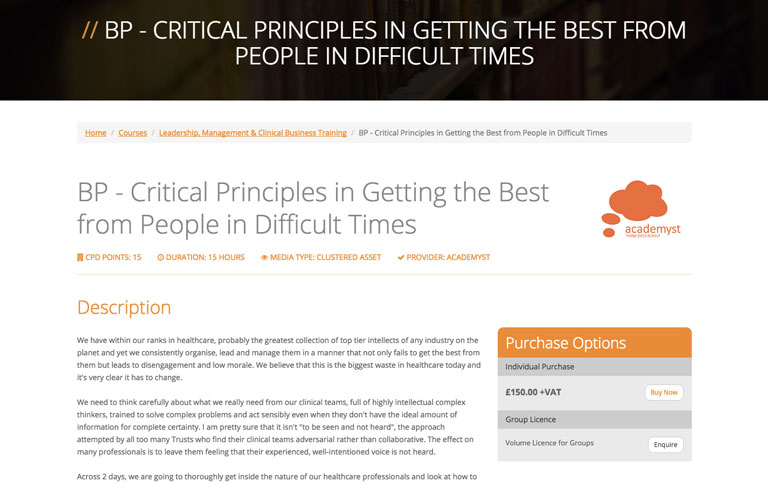 // BP - CRITICAL PRINCIPLES IN GETTING THE BEST FROM
PEOPLE IN DIFFICULT TIMES
Home / Courses / Leadership, Management & Clinical Business Training / BP - Critical Principles in Getting the Best from People in Difficult Times
BP - Critical Principles in Getting the Best
from People in Difficult Times
academyst
THINK DIFFERENTLY
CPD POINTS: 15 DURATION: 15 HOURS MEDIA TYPE: CLUSTERED ASSET PROVIDER: ACADEMYST
Description
We have within our ranks in healthcare, probably the greatest collection of top tier intellects of any industry on the
planet and yet we consistently organise, lead and manage them in a manner that not only fails to get the best from
them but leads to disengagement and low morale. We believe that this is the biggest waste in healthcare today and
it's very clear it has to change.
We need to think carefully about what we really need from our clinical teams, full of highly intellectual complex
thinkers, trained to solve complex problems and act sensibly even when they don't have the ideal amount of
information for complete certainty. I am pretty sure that it isn't "to be seen and not heard", the approach
attempted by all too many Trusts who find their clinical teams adversarial rather than collaborative. The effect on
many professionals is to leave them feeling that their experienced, well-intentioned voice is not heard.
Across 2 days, we are going to thoroughly get inside the nature of our healthcare professionals and look at how to
Purchase Options
Individual Purchase
£150.00 +VAT Buy Now
Group Licence
Volume Licence for Groups Enquire